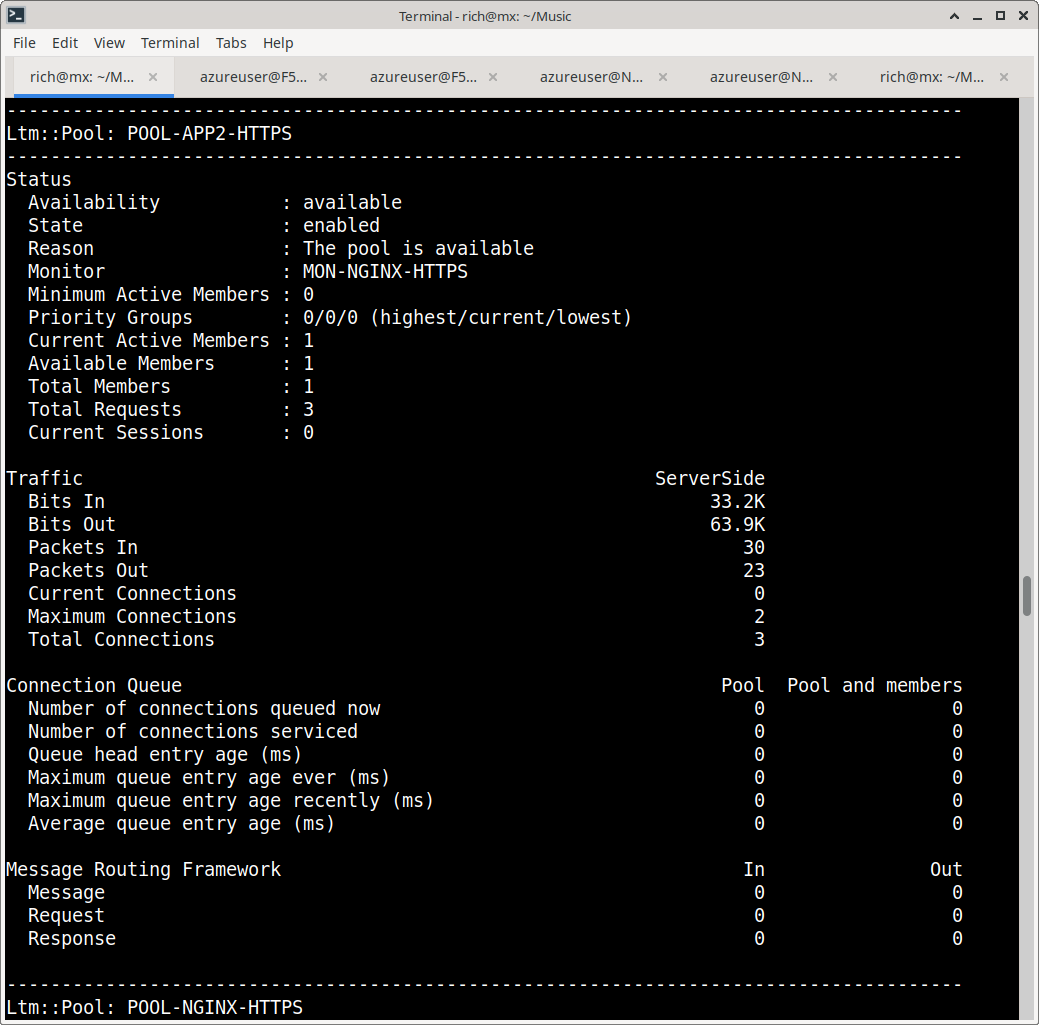 Terminal - rich@mx: ~/Music
File Edit View Terminal Tabs Help
rich@mx: ~/M... azureuser@F5... azureuser@F5... azureuser@N... azureuser@N... rich@mx: ~/M...
---------------------------------------------------------------------------------------
Ltm::Pool: POOL-APP2-HTTPS
---------------------------------------------------------------------------------------
Status
  Availability           : available
  State                  : enabled
  Reason                 : The pool is available
  Monitor                : MON-NGINX-HTTPS
  Minimum Active Members : 0
  Priority Groups        : 0/0/0 (highest/current/lowest)
  Current Active Members : 1
  Available Members      : 1
  Total Members          : 1
  Total Requests         : 3
  Current Sessions       : 0
Traffic                                                    ServerSide
  Bits In                                                       33.2K
  Bits Out                                                      63.9K
  Packets In                                                       30
  Packets Out                                                      23
  Current Connections                                               0
  Maximum Connections                                               2
  Total Connections                                                 3
Connection Queue                                                 Pool  Pool and members
  Number of connections queued now                                  0                 0
  Number of connections serviced                                    0                 0
  Queue head entry age (ms)                                         0                 0
  Maximum queue entry age ever (ms)                                 0                 0
  Maximum queue entry age recently (ms)                             0                 0
  Average queue entry age (ms)                                      0                 0
Message Routing Framework                                          In               Out
  Message                                                           0                 0
  Request                                                           0                 0
  Response                                                          0                 0
---------------------------------------------------------------------------------------
Ltm::Pool: POOL-NGINX-HTTPS